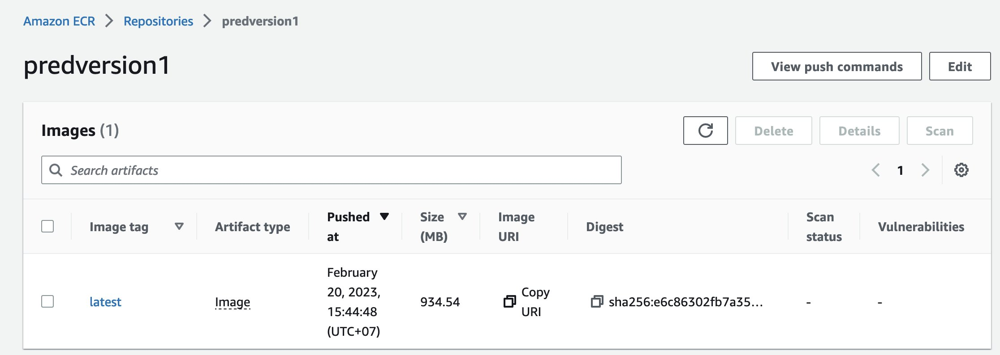 Amazon ECR > Repositories > predversion1
predversion1
View push commands
Edit
Images (1)
Delete
Details
Scan
Search artifacts
1
Image tag
Artifact type
Pushed
at
Size
(MB)
Image
URI
Digest
Scan
status
Vulnerabilities
latest
Image
February
20, 2023,
15:44:48
(UTC+07)
934.54
Copy
URI
sha256:e6c86302fb7a35...
-
-